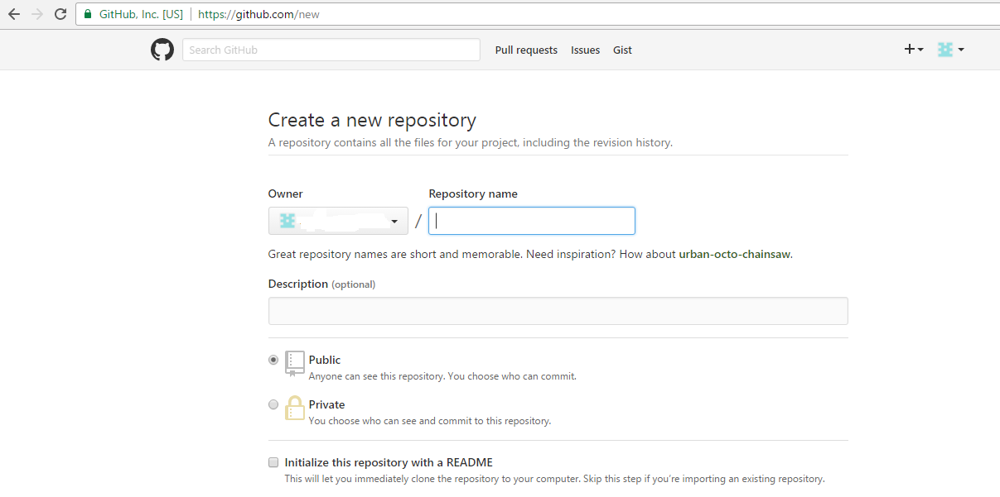 GitHub, Inc. [US] https://github.com/new
Search GitHub Pull requests Issues Gist
Create a new repository
A repository contains all the files for your project, including the revision history.
Owner Repository name
/
Great repository names are short and memorable. Need inspiration? How about urban-octo-chainsaw.
Description (optional)
Public
Anyone can see this repository. You choose who can commit.
Private
You choose who can see and commit to this repository.
Initialize this repository with a README
This will let you immediately clone the repository to your computer. Skip this step if you're importing an existing repository.